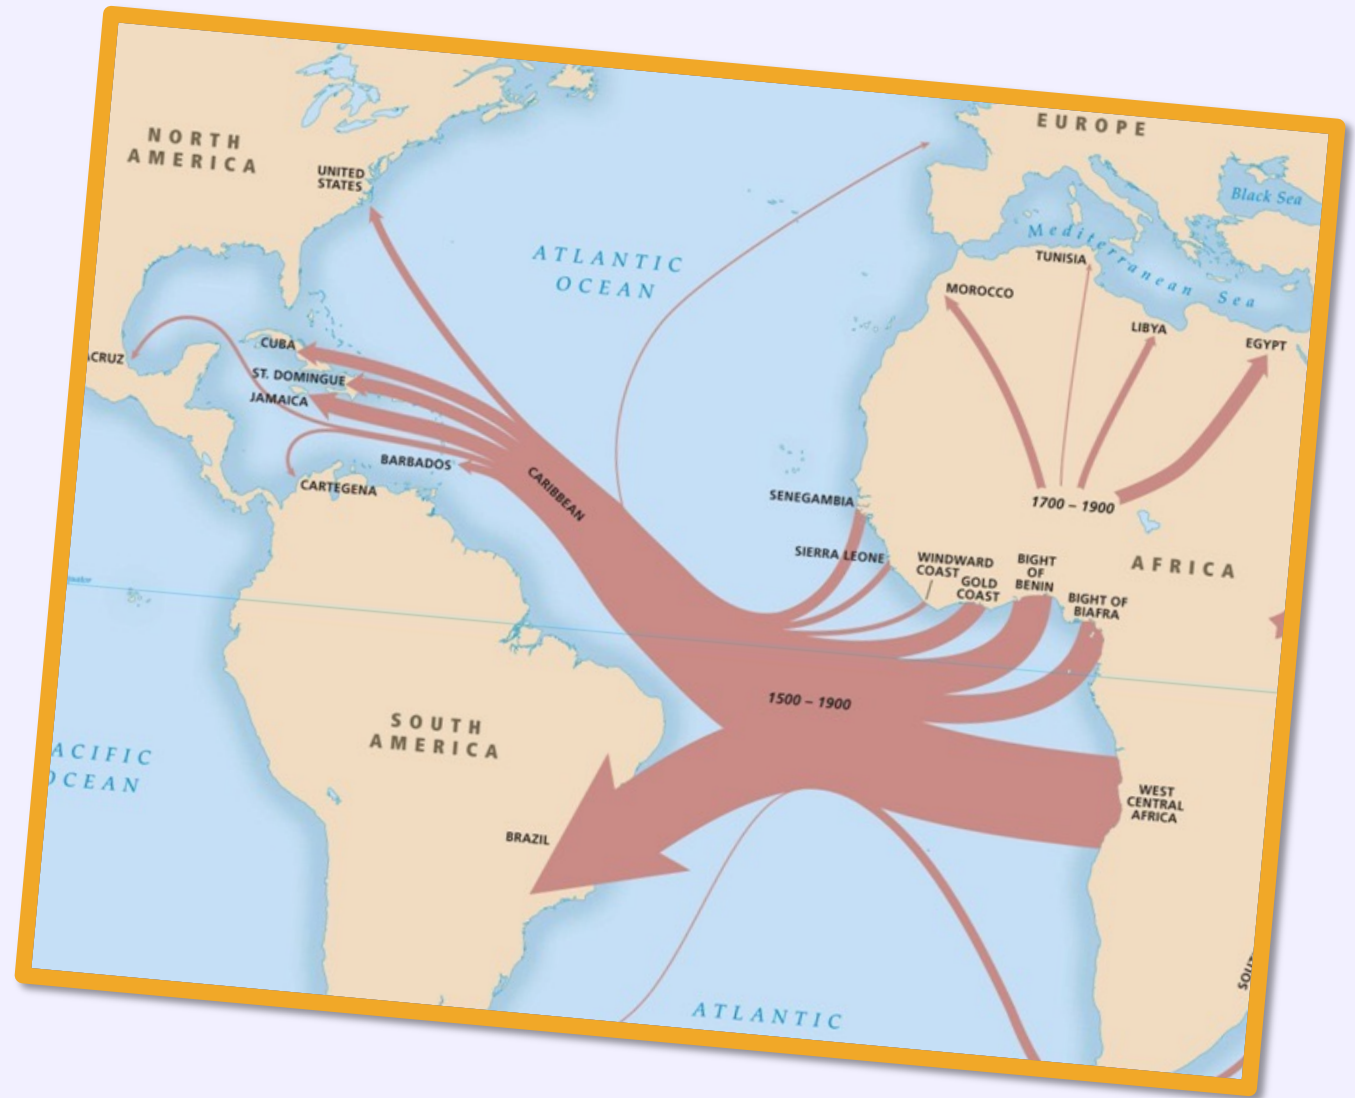 NORTH
AMERICA
UNITED
STATES
EUROPE
Black Sea
Mediterranean Sea
ATLANTIC
OCEAN
TUNISIA
MOROCCO
LIBYA
EGYPT
CUBA
ACRUZ
ST. DOMINGUE
JAMAICA
BARBADOS
CARTEGENA
CARIBBEAN
SENEGAMBIA
1700 – 1900
SIERRA LEONE
WINDWARD
COAST
GOLD
COAST
BIGHT
OF
BENIN
BIGHT OF
BIAFRA
AFRICA
1500 – 1900
SOUTH
AMERICA
ACIFIC
OCEAN
WEST
CENTRAL
AFRICA
BRAZIL
ATLANTIC
SOU